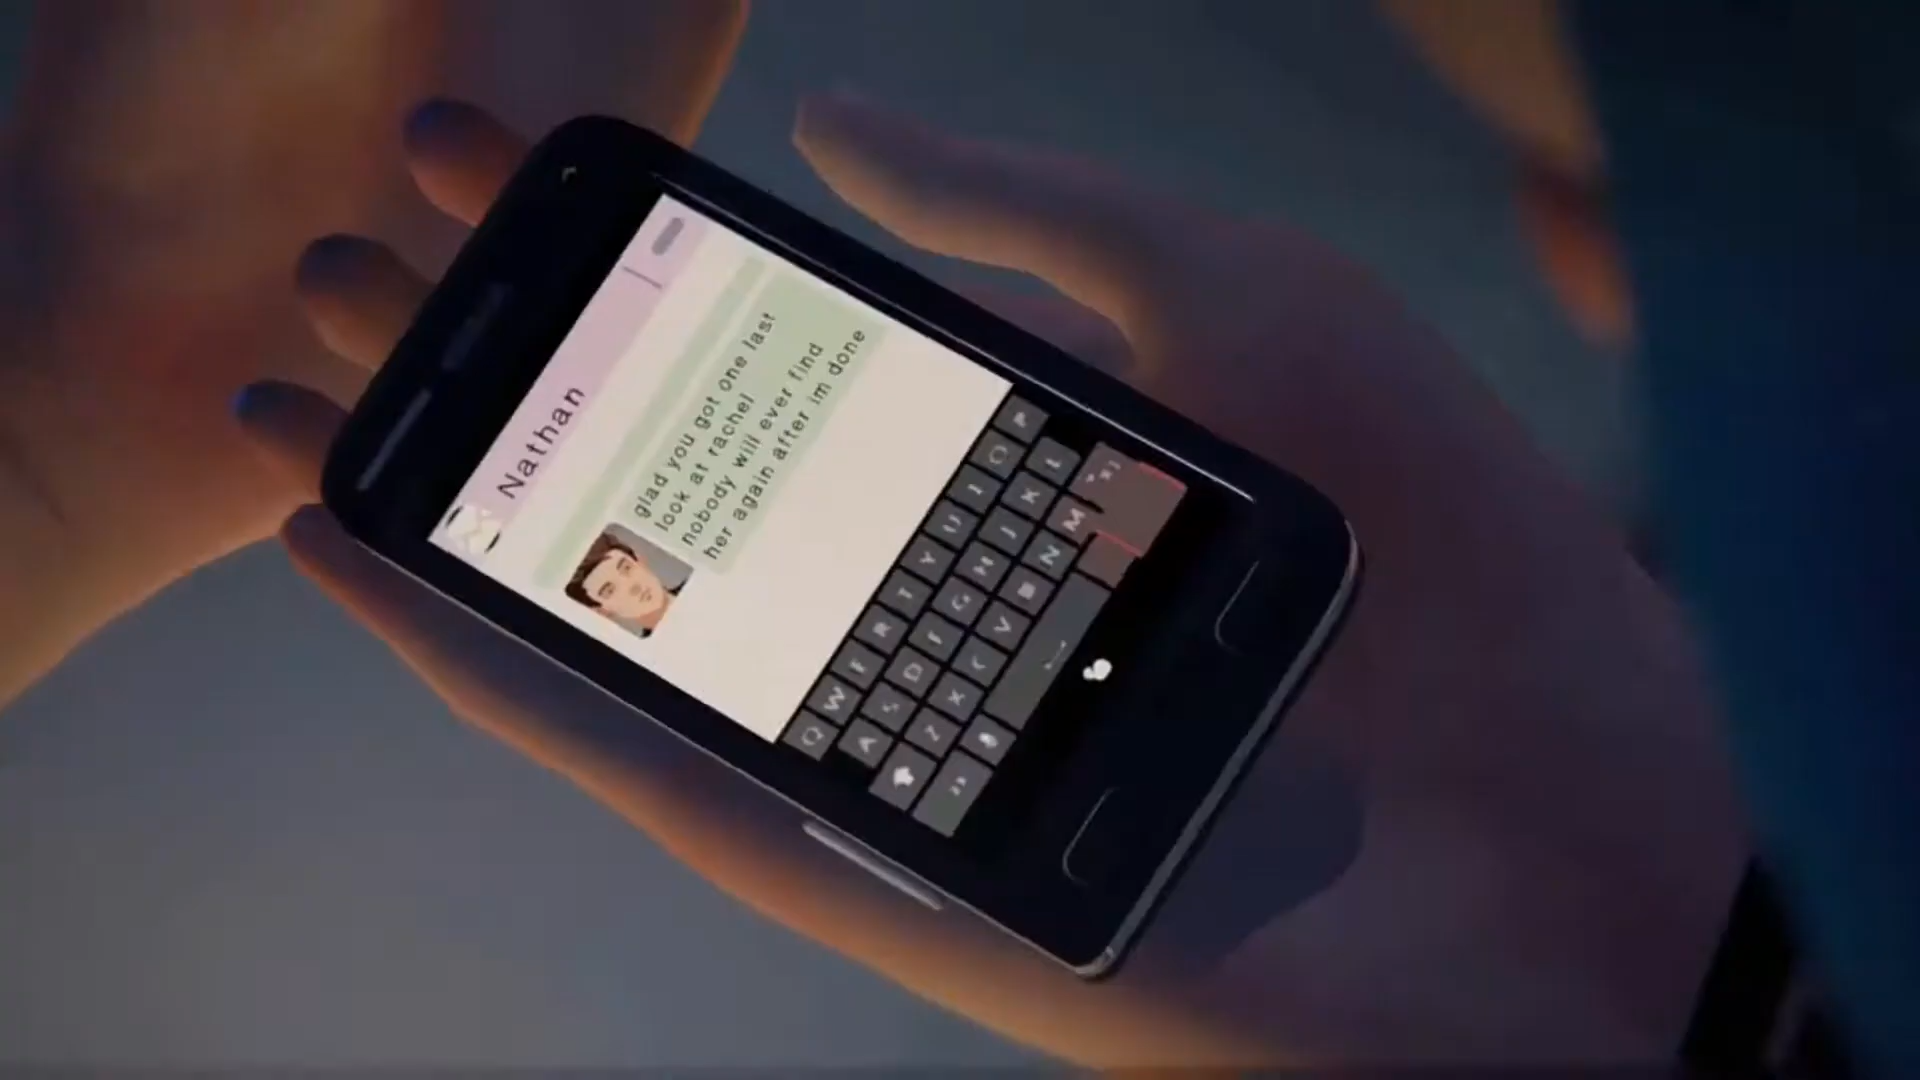 Nathan
glad you got one last
look at rachel
nobody will ever find
her again after im done
Q W E R T Y U I O P
A S D F G H J K L
Z X C V B N M